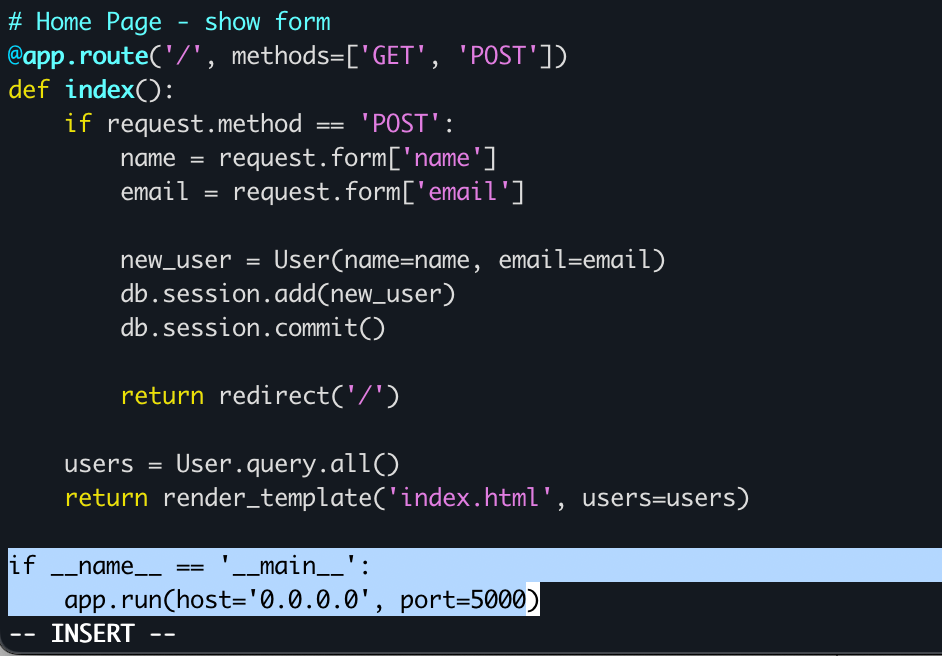 # Home Page - show form
@app.route('/', methods=['GET', 'POST'])
def index():
    if request.method == 'POST':
        name = request.form['name']
        email = request.form['email']

        new_user = User(name=name, email=email)
        db.session.add(new_user)
        db.session.commit()

        return redirect('/')

    users = User.query.all()
    return render_template('index.html', users=users)

if __name__ == '__main__':
    app.run(host='0.0.0.0', port=5000)
-- INSERT --